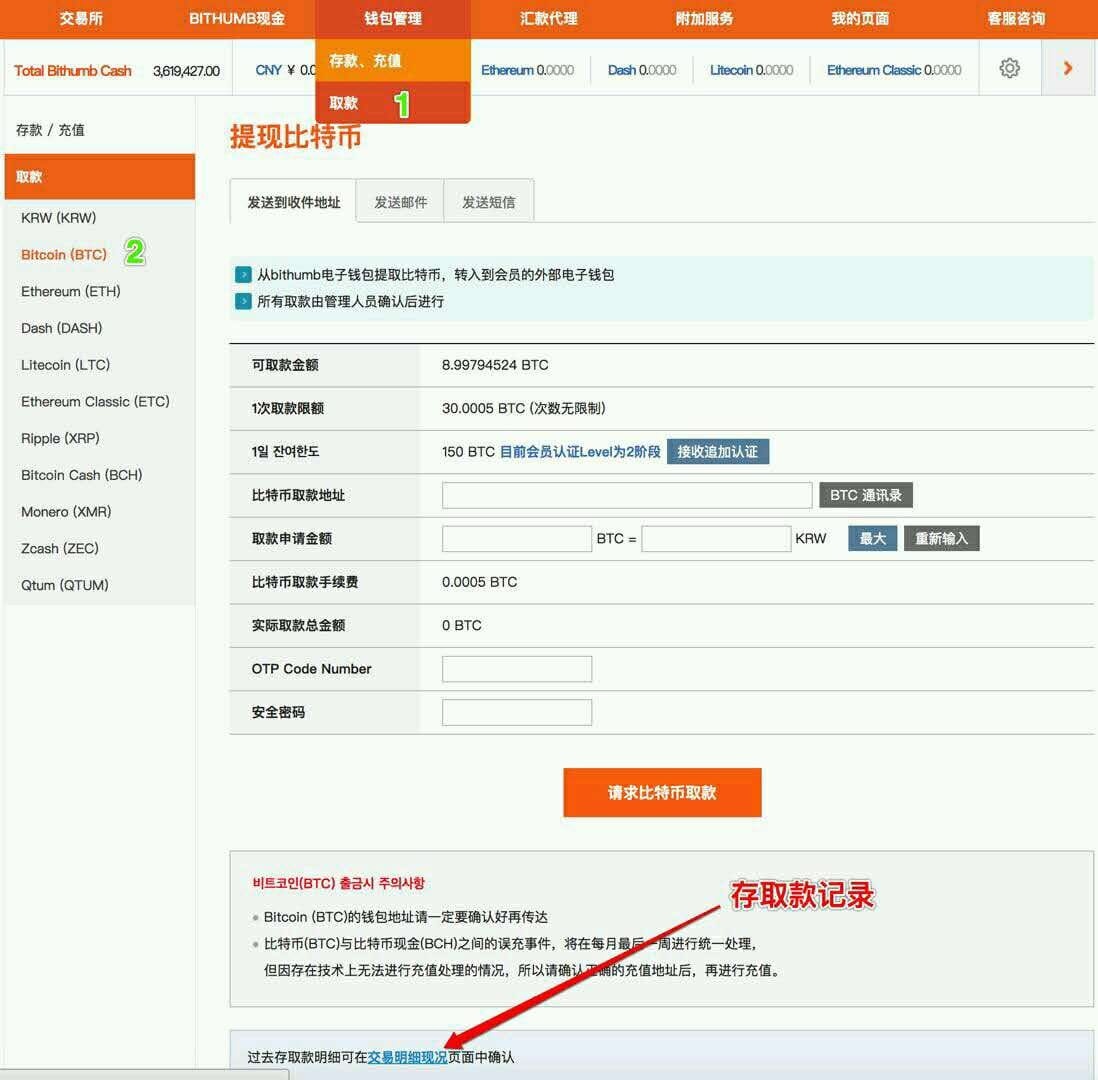 交易所 BITHUMB现金 钱包管理 汇款代理 附加服务 我的页面 客服咨询
Total Bithumb Cash 3,619,427.00 CNY ¥ 0.0 存款、充值 Ethereum 0.0000 Dash 0.0000 Litecoin 0.0000 Ethereum Classic 0.0000
取款 1
存款 / 充值
提现比特币
取款
发送到收件地址 发送邮件 发送短信
KRW (KRW)
Bitcoin (BTC) 2
Ethereum (ETH)
Dash (DASH)
Litecoin (LTC)
Ethereum Classic (ETC)
Ripple (XRP)
Bitcoin Cash (BCH)
Monero (XMR)
Zcash (ZEC)
Qtum (QTUM)
从bithumb电子钱包提取比特币，转入到会员的外部电子钱包
所有取款由管理人员确认后进行
可取款金额 8.99794524 BTC
1次取款限额 30.0005 BTC (次数无限制)
1일 잔여한도 150 BTC 目前会员认证Level为2阶段 接收追加认证
比特币取款地址 BTC 通讯录
取款申请金额 BTC = KRW 最大 重新输入
比特币取款手续费 0.0005 BTC
实际取款总金额 0 BTC
OTP Code Number
安全密码
请求比特币取款
비트코인(BTC) 출금시 주의사항
存取款记录
Bitcoin (BTC)的钱包地址请一定要确认好再传达
比特币(BTC)与比特币现金(BCH)之间的误充事件，将在每月最后一周进行统一处理，
但因存在技术上无法进行充值处理的情况，所以请确认正确的充值地址后，再进行充值。
过去存取款明细可在交易明细现况页面中确认